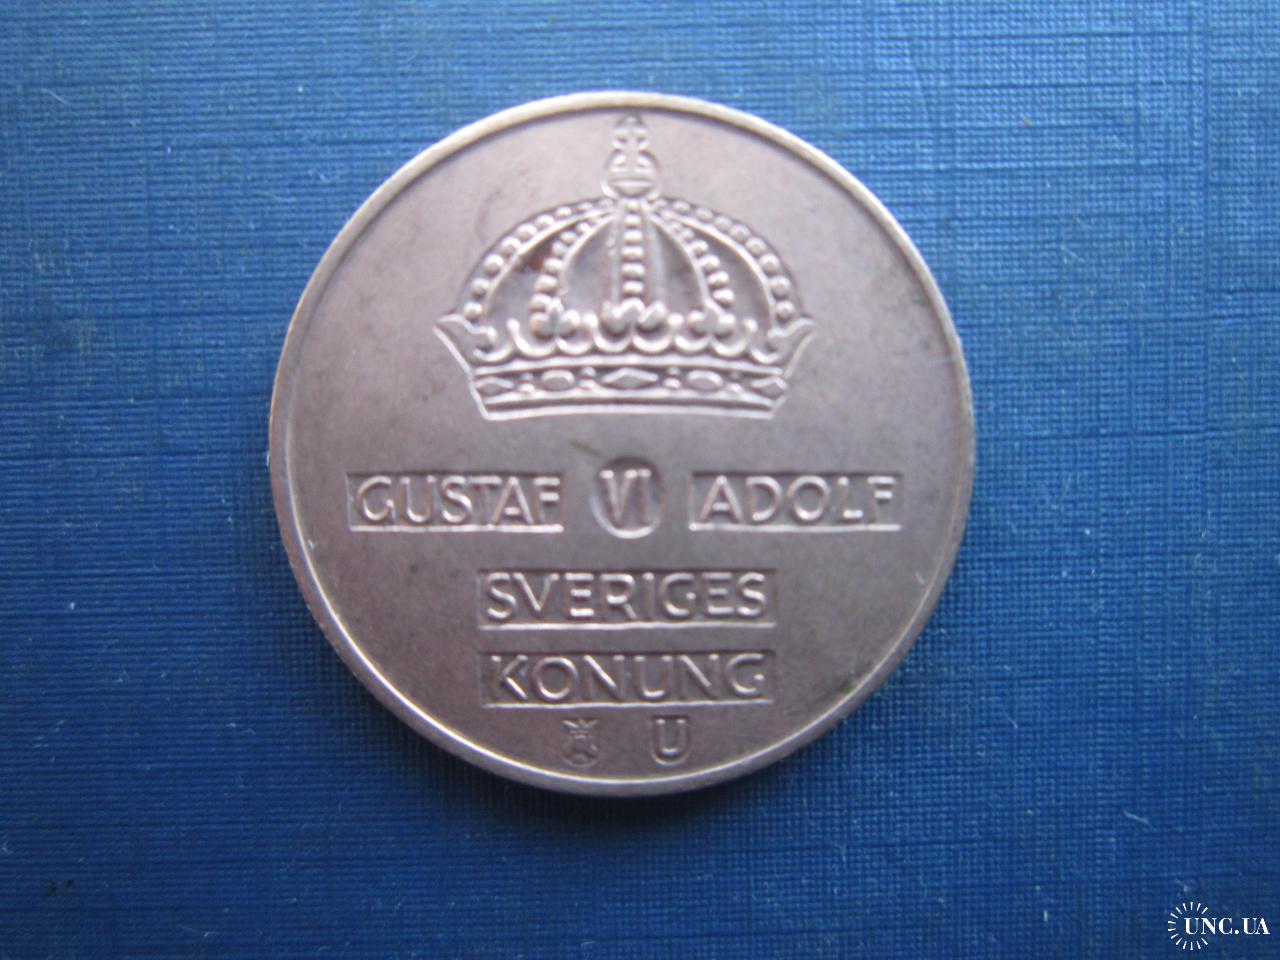 GUSTAF VI ADOLF
SVERIGES
KONUNG
U
UNC.UA